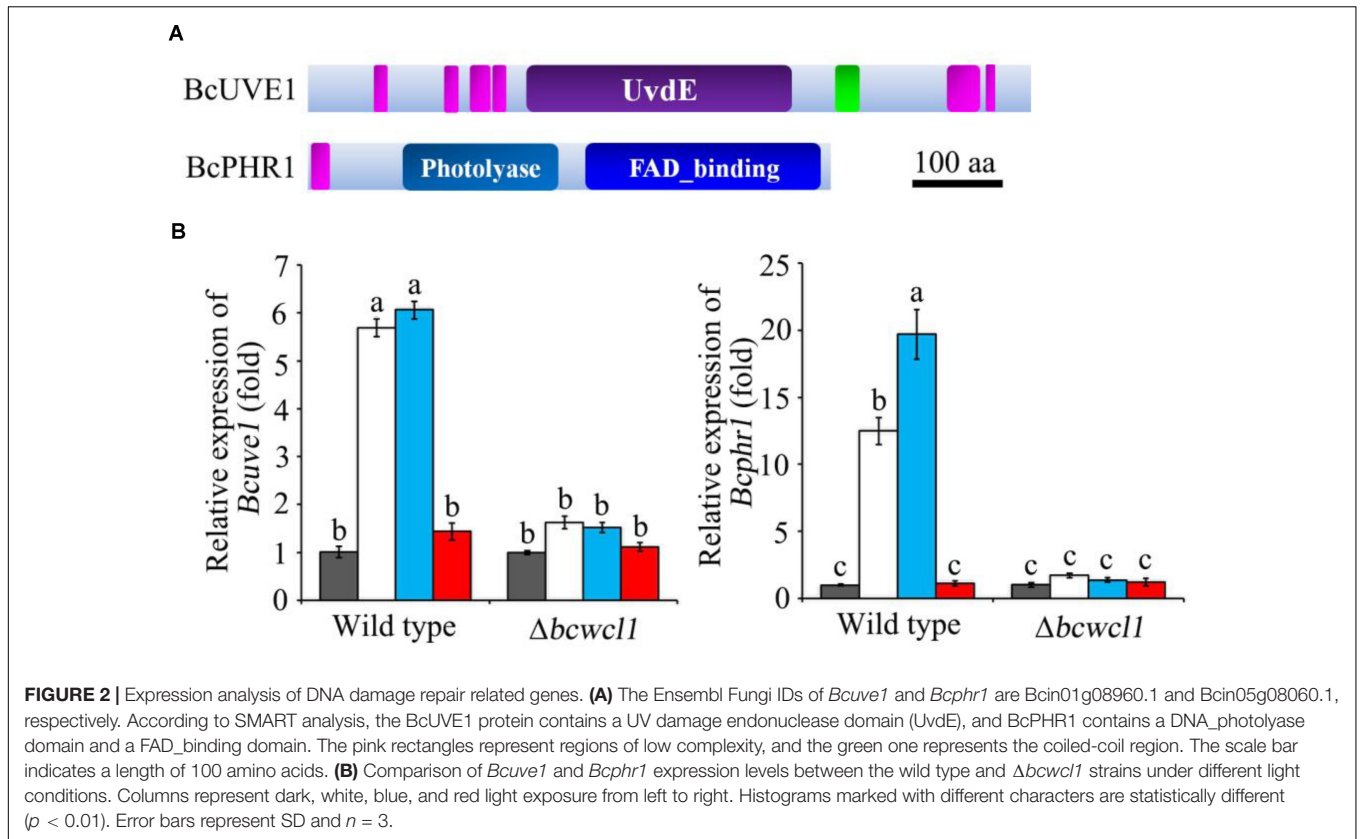 A
BcUVE1
UvdE
BcPHR1
Photolyase
FAD_binding
100 aa
B
Relative expression of
Bcuve1 (fold)
7
6
5
4
3
2
1
0
b
a
a
b
b
b
b
b
Wild type
Δbcwcl1
Relative expression of
Bcphr1 (fold)
25
20
15
10
5
0
c
b
a
c
c
c
c
c
Wild type
Δbcwcl1
FIGURE 2 | Expression analysis of DNA damage repair related genes. (A) The Ensembl Fungi IDs of Bcuve1 and Bcphr1 are Bcin01g08960.1 and Bcin05g08060.1,
respectively. According to SMART analysis, the BcUVE1 protein contains a UV damage endonuclease domain (UvdE), and BcPHR1 contains a DNA_photolyase
domain and a FAD_binding domain. The pink rectangles represent regions of low complexity, and the green one represents the coiled-coil region. The scale bar
indicates a length of 100 amino acids. (B) Comparison of Bcuve1 and Bcphr1 expression levels between the wild type and Δbcwcl1 strains under different light
conditions. Columns represent dark, white, blue, and red light exposure from left to right. Histograms marked with different characters are statistically different
(p < 0.01). Error bars represent SD and n = 3.